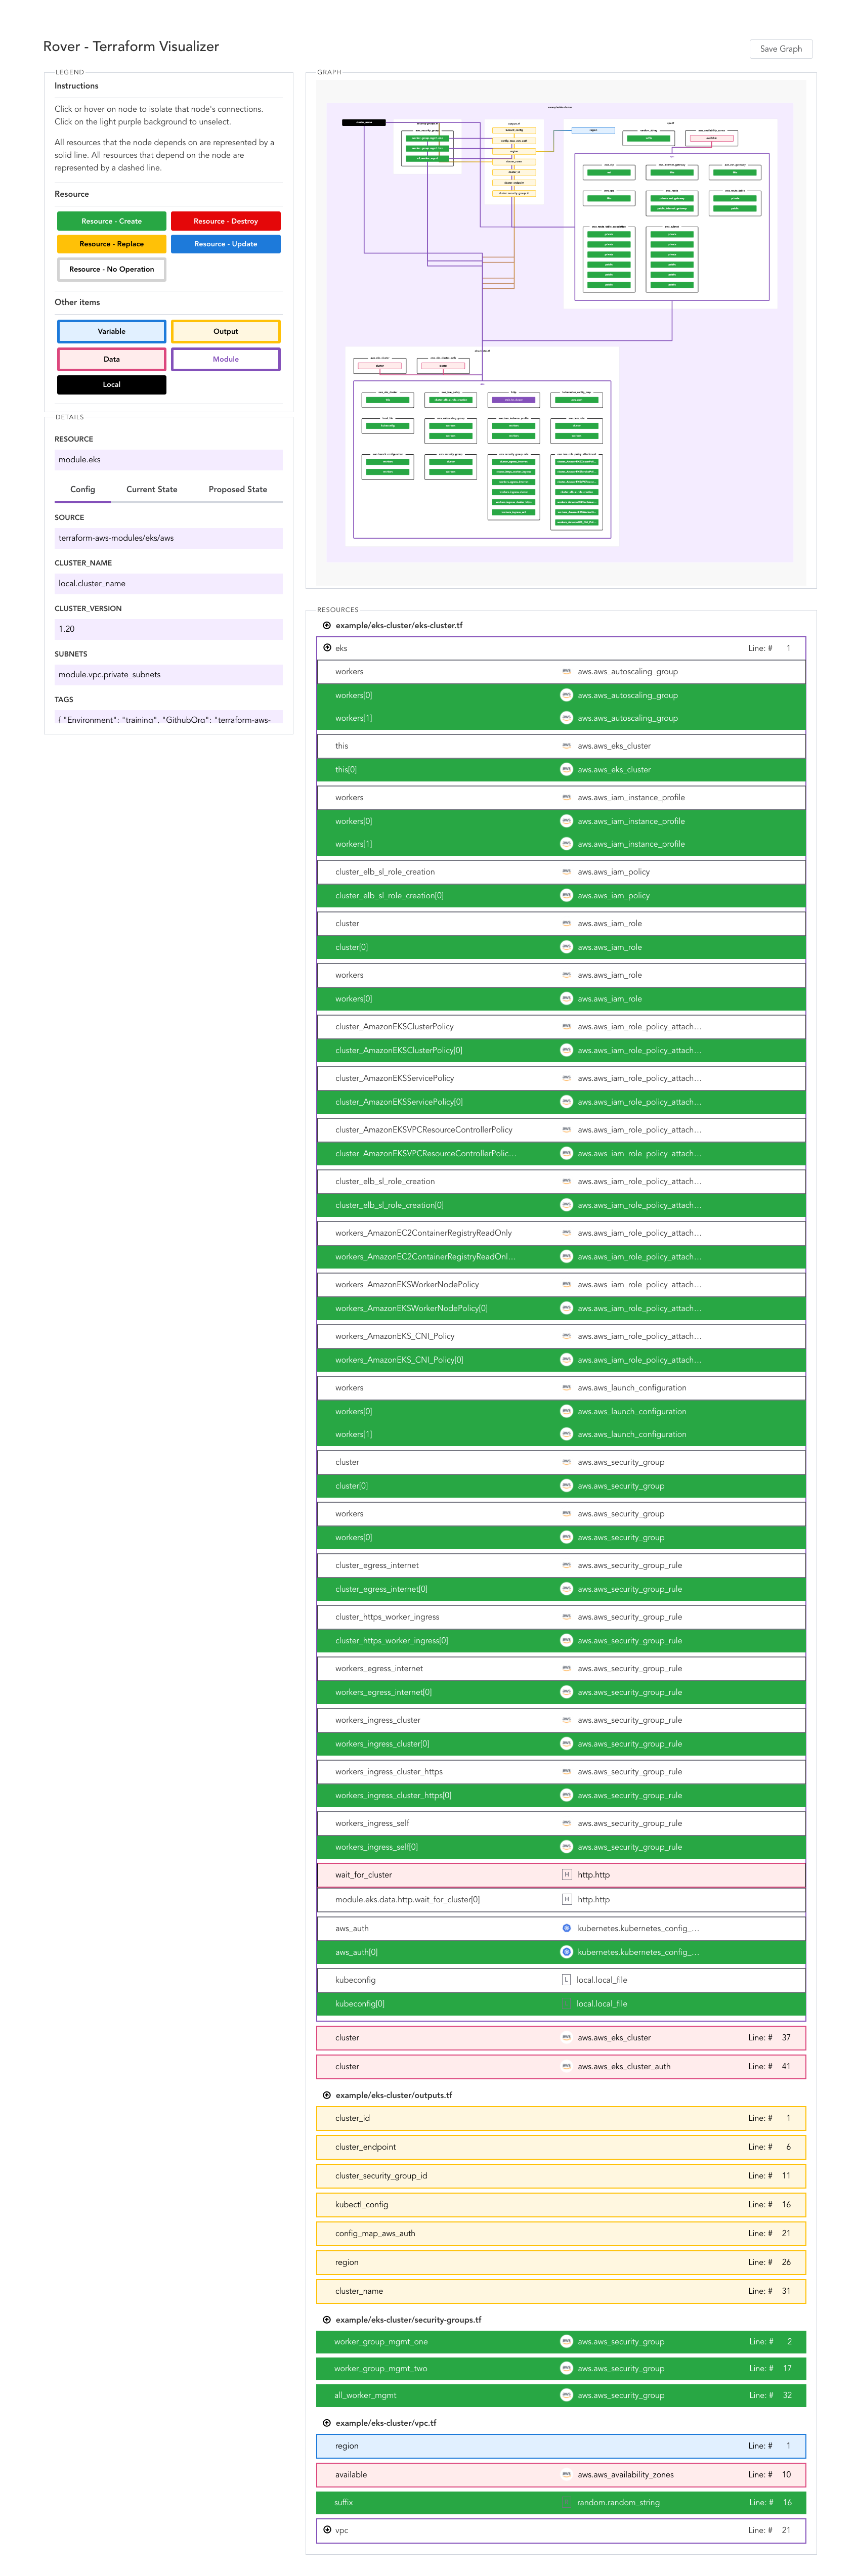 Rover - Terraform Visualizer
Save Graph
LEGEND
Instructions
Click or hover on node to isolate that node's connections.
Click on the light purple background to unselect.
All resources that the node depends on are represented by a
solid line. All resources that depend on the node are
represented by a dashed line.
Resource
Resource - Create
Resource - Destroy
Resource - Replace
Resource - Update
Resource - No Operation
Other items
Variable
Output
Data
Module
Local
DETAILS
RESOURCE
module.eks
Config
Current State
Proposed State
SOURCE
terraform-aws-modules/eks/aws
CLUSTER_NAME
local.cluster_name
CLUSTER_VERSION
1.20
SUBNETS
module.vpc.private_subnets
TAGS
{ "Environment": "training", "GithubOrg": "terraform-aws-
GRAPH
RESOURCES
example/eks-cluster/eks-cluster.tf
eks Line: # 1
workers aws.aws_autoscaling_group
workers[0] aws.aws_autoscaling_group
workers[1] aws.aws_autoscaling_group
this aws.aws_eks_cluster
this[0] aws.aws_eks_cluster
workers aws.aws_iam_instance_profile
workers[0] aws.aws_iam_instance_profile
workers[1] aws.aws_iam_instance_profile
cluster_elb_sl_role_creation aws.aws_iam_policy
cluster_elb_sl_role_creation[0] aws.aws_iam_policy
cluster aws.aws_iam_role
cluster[0] aws.aws_iam_role
workers aws.aws_iam_role
workers[0] aws.aws_iam_role
cluster_AmazonEKSClusterPolicy aws.aws_iam_role_policy_attach...
cluster_AmazonEKSClusterPolicy[0] aws.aws_iam_role_policy_attach...
cluster_AmazonEKSServicePolicy aws.aws_iam_role_policy_attach...
cluster_AmazonEKSServicePolicy[0] aws.aws_iam_role_policy_attach...
cluster_AmazonEKSVPCResourceControllerPolicy aws.aws_iam_role_policy_attach...
cluster_AmazonEKSVPCResourceControllerPolic... aws.aws_iam_role_policy_attach...
cluster_elb_sl_role_creation aws.aws_iam_role_policy_attach...
cluster_elb_sl_role_creation[0] aws.aws_iam_role_policy_attach...
workers_AmazonEC2ContainerRegistryReadOnly aws.aws_iam_role_policy_attach...
workers_AmazonEC2ContainerRegistryReadOnl... aws.aws_iam_role_policy_attach...
workers_AmazonEKSWorkerNodePolicy aws.aws_iam_role_policy_attach...
workers_AmazonEKSWorkerNodePolicy[0] aws.aws_iam_role_policy_attach...
workers_AmazonEKS_CNI_Policy aws.aws_iam_role_policy_attach...
workers_AmazonEKS_CNI_Policy[0] aws.aws_iam_role_policy_attach...
workers aws.aws_launch_configuration
workers[0] aws.aws_launch_configuration
workers[1] aws.aws_launch_configuration
cluster aws.aws_security_group
cluster[0] aws.aws_security_group
workers aws.aws_security_group
workers[0] aws.aws_security_group
cluster_egress_internet aws.aws_security_group_rule
cluster_egress_internet[0] aws.aws_security_group_rule
cluster_https_worker_ingress aws.aws_security_group_rule
cluster_https_worker_ingress[0] aws.aws_security_group_rule
workers_egress_internet aws.aws_security_group_rule
workers_egress_internet[0] aws.aws_security_group_rule
workers_ingress_cluster aws.aws_security_group_rule
workers_ingress_cluster[0] aws.aws_security_group_rule
workers_ingress_cluster_https aws.aws_security_group_rule
workers_ingress_cluster_https[0] aws.aws_security_group_rule
workers_ingress_self aws.aws_security_group_rule
workers_ingress_self[0] aws.aws_security_group_rule
wait_for_cluster H http.http
module.eks.data.http.wait_for_cluster[0] H http.http
aws_auth kubernetes.kubernetes_config_...
aws_auth[0] kubernetes.kubernetes_config_...
kubeconfig L local.local_file
kubeconfig[0] local.local_file
cluster aws.aws_eks_cluster Line: # 37
cluster aws.aws_eks_cluster_auth Line: # 41
example/eks-cluster/outputs.tf
cluster_id Line: # 1
cluster_endpoint Line: # 6
cluster_security_group_id Line: # 11
kubectl_config Line: # 16
config_map_aws_auth Line: # 21
region Line: # 26
cluster_name Line: # 31
example/eks-cluster/security-groups.tf
worker_group_mgmt_one aws.aws_security_group Line: # 2
worker_group_mgmt_two aws.aws_security_group Line: # 17
all_worker_mgmt aws.aws_security_group Line: # 32
example/eks-cluster/vpc.tf
region Line: # 1
available aws.aws_availability_zones Line: # 10
suffix random.random_string Line: # 16
vpc Line: # 21